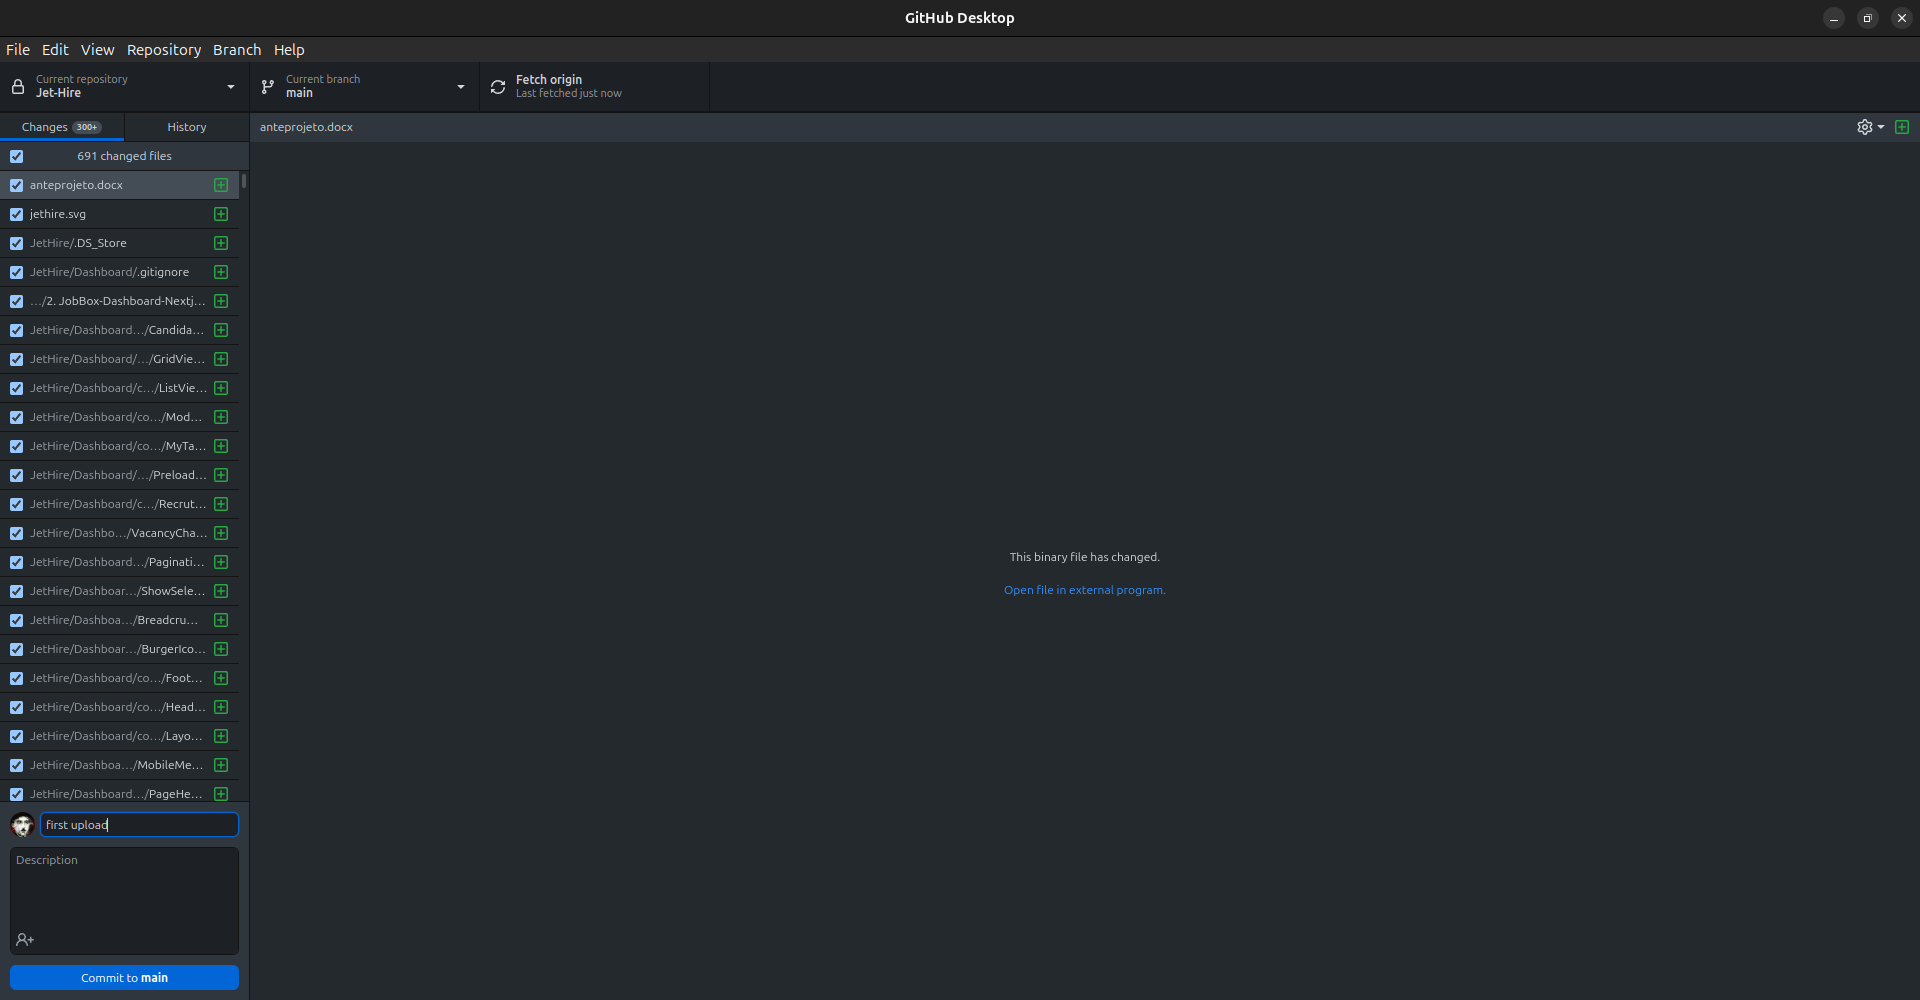 GitHub Desktop
File Edit View Repository Branch Help
Current repository
Jet-Hire
Current branch
main
Fetch origin
Last fetched just now
Changes 300+
History
anteprojeto.docx
691 changed files
anteprojeto.docx
jethire.svg
JetHire/.DS_Store
JetHire/Dashboard/.gitignore
.../2. JobBox-Dashboard-Nextj...
JetHire/Dashboard.../Candida...
JetHire/Dashboard/.../GridVie...
JetHire/Dashboard/c.../ListVie...
JetHire/Dashboard/co.../Mod...
JetHire/Dashboard/co.../MyTa...
JetHire/Dashboard/.../Preload...
JetHire/Dashboard/c.../Recrut...
JetHire/Dashbo.../VacancyCha...
JetHire/Dashboard.../Paginati...
JetHire/Dashboar.../ShowSele...
JetHire/Dashboa.../Breadcru...
JetHire/Dashboar.../BurgerIco...
JetHire/Dashboard/co.../Foot...
JetHire/Dashboard/co.../Head...
JetHire/Dashboard/co.../Layo...
JetHire/Dashboa.../MobileMe...
JetHire/Dashboard.../PageHe...
This binary file has changed.
Open file in external program.
first upload
Description
Commit to main